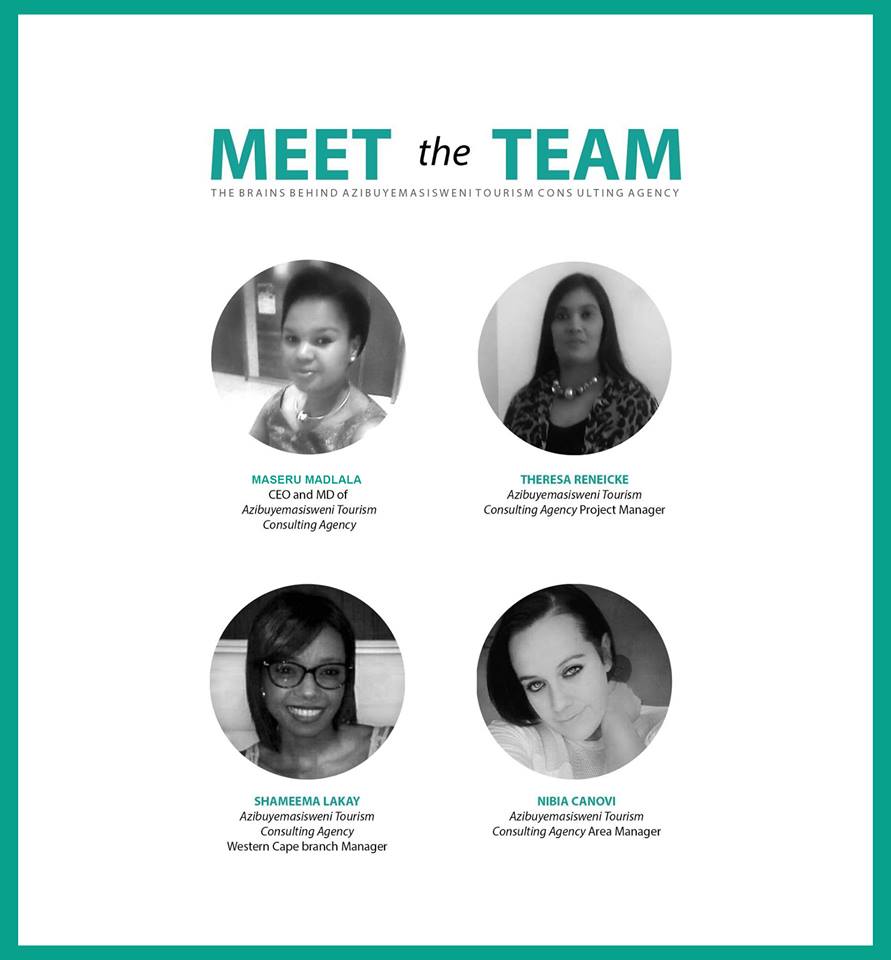 MEET the TEAM
THE BRAINS BEHIND AZIBUYEMASISWENI TOURISM CONS ULTING AGENCY
MASERU MADLALA
CEO and MD of
Azibuyemasisweni Tourism
Consulting Agency
THERESA RENEICKE
Azibuyemasisweni Tourism
Consulting Agency Project Manager
SHAMEEMA LAKAY
Azibuyemasisweni Tourism
Consulting Agency
Western Cape branch Manager
NIBIA CANOVI
Azibuyemasisweni Tourism
Consulting Agency Area Manager